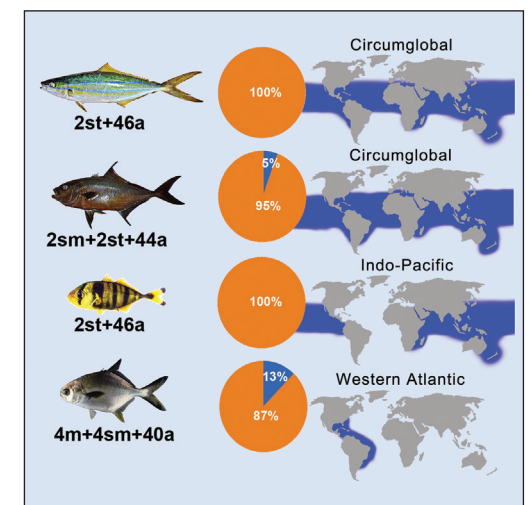 Circumglobal
100%
2st+46a
Circumglobal
5%
95%
2sm+2st+44a
Indo-Pacific
100%
2st+46a
Western Atlantic
13%
87%
4m+4sm+40a